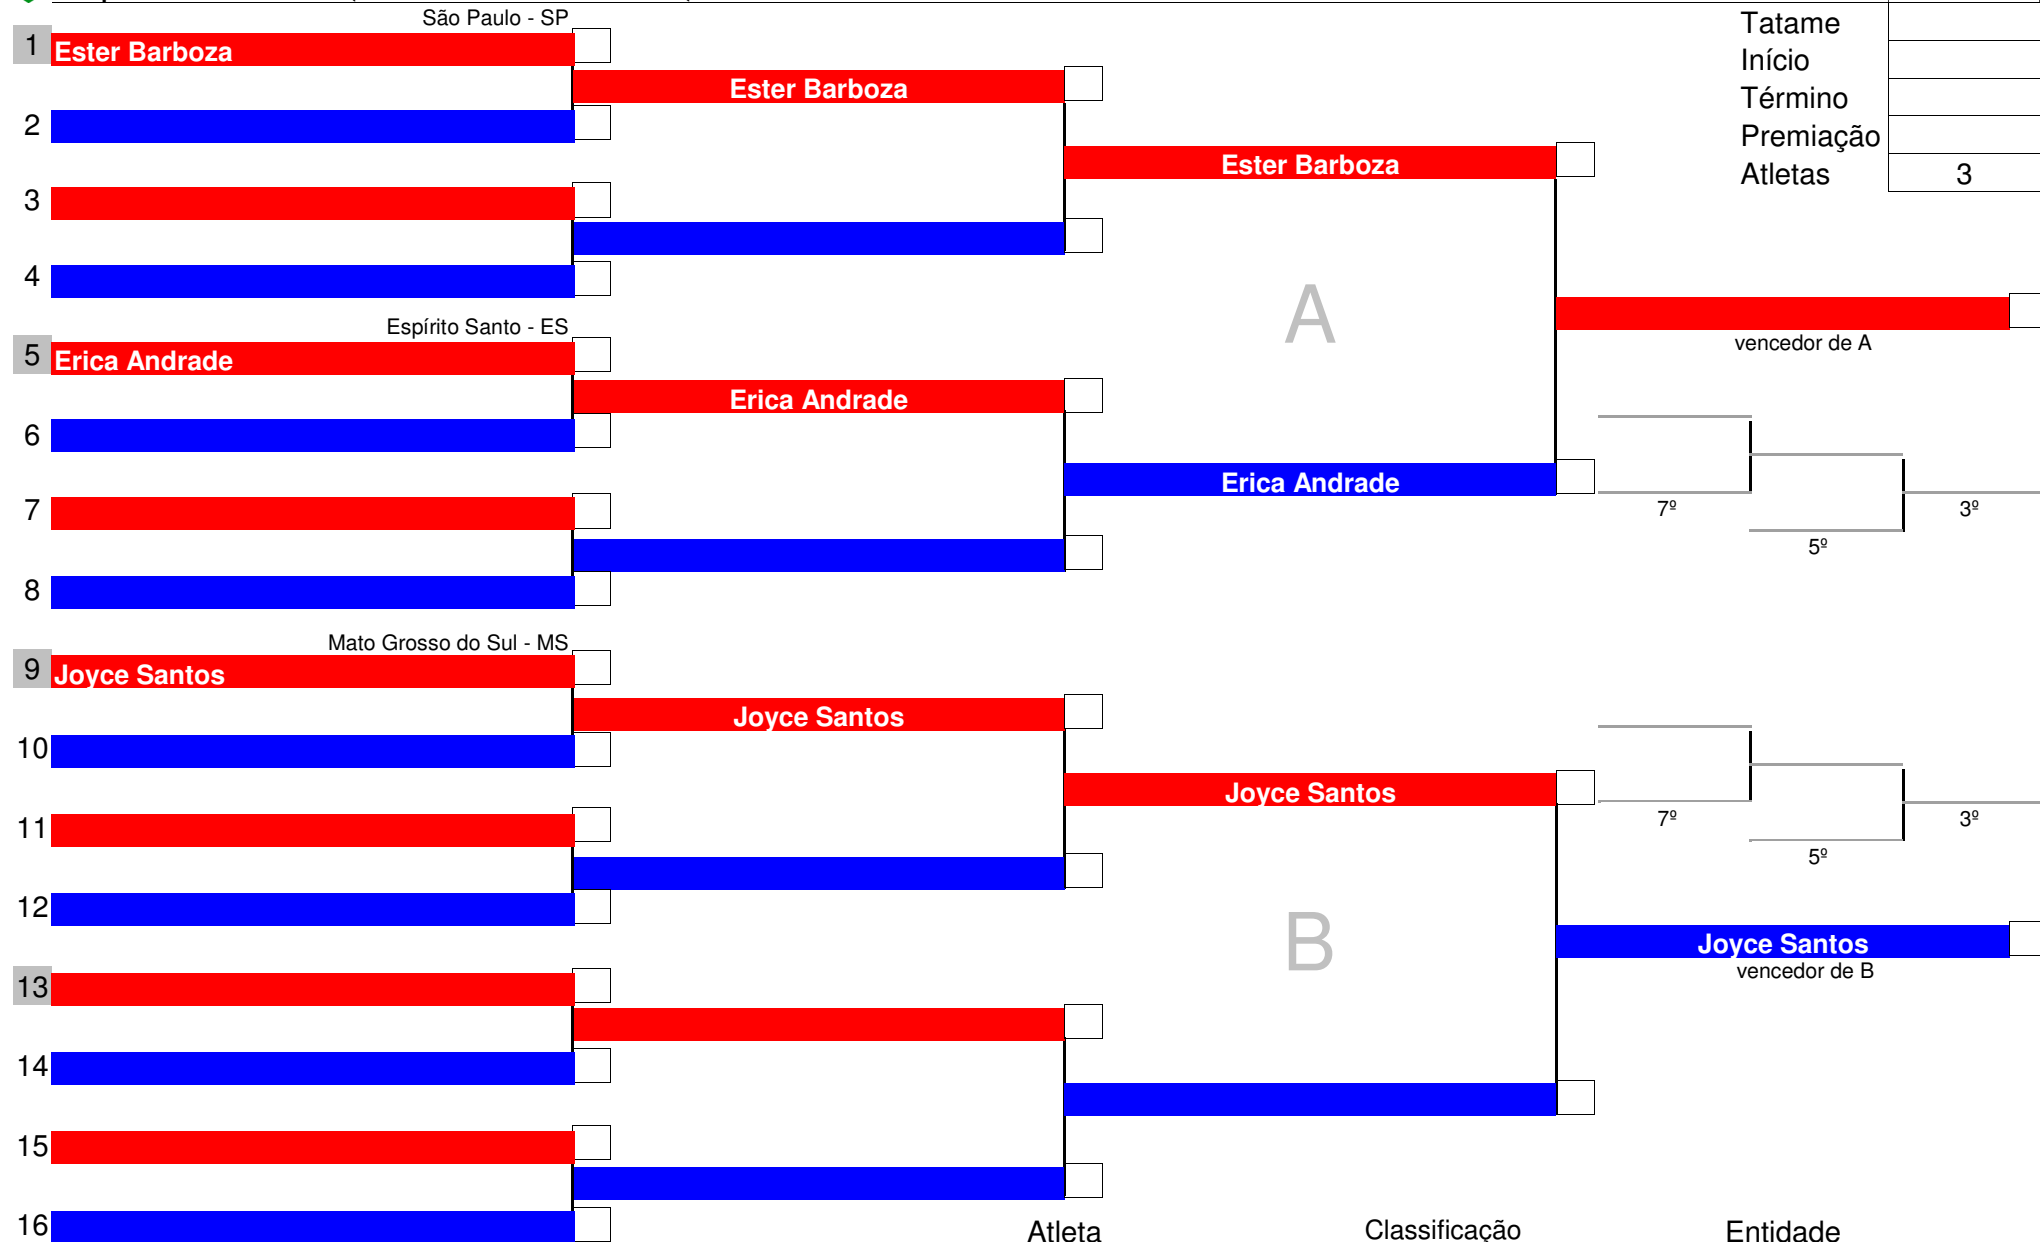 São Paulo - SP
1 Ester Barboza
Ester Barboza
2
Ester Barboza
3
4
Espírito Santo - ES
5 Erica Andrade
Erica Andrade
6
Erica Andrade
7
8
A
vencedor de A
7º
5º
3º
Mato Grosso do Sul - MS
9 Joyce Santos
Joyce Santos
10
Joyce Santos
11
12
7º
5º
3º
B
Joyce Santos
vencedor de B
13
14
15
16
Tatame
Início
Término
Premiação
Atletas 3
Atleta Classificação Entidade